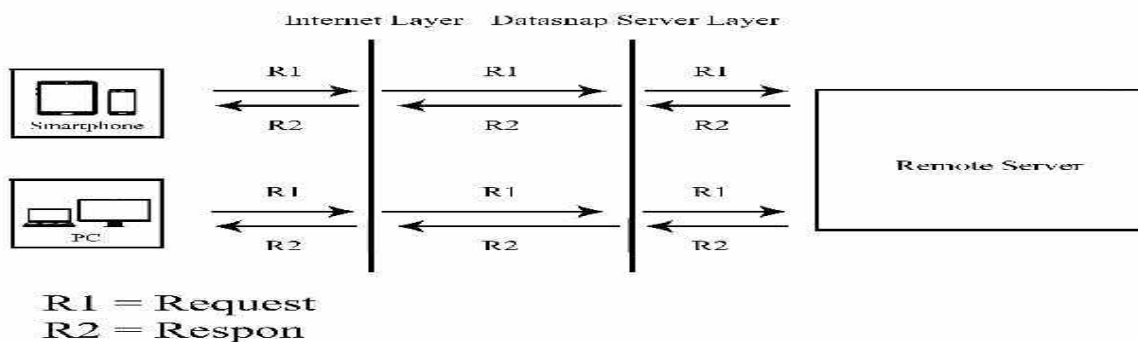 Internet Layer Datasnap Server Layer
R1 R1 R1
R2 R2 R2
Smartphone
Remote Server
R1 R1 R1
R2 R2 R2
PC
R1 = Request
R2 = Respon